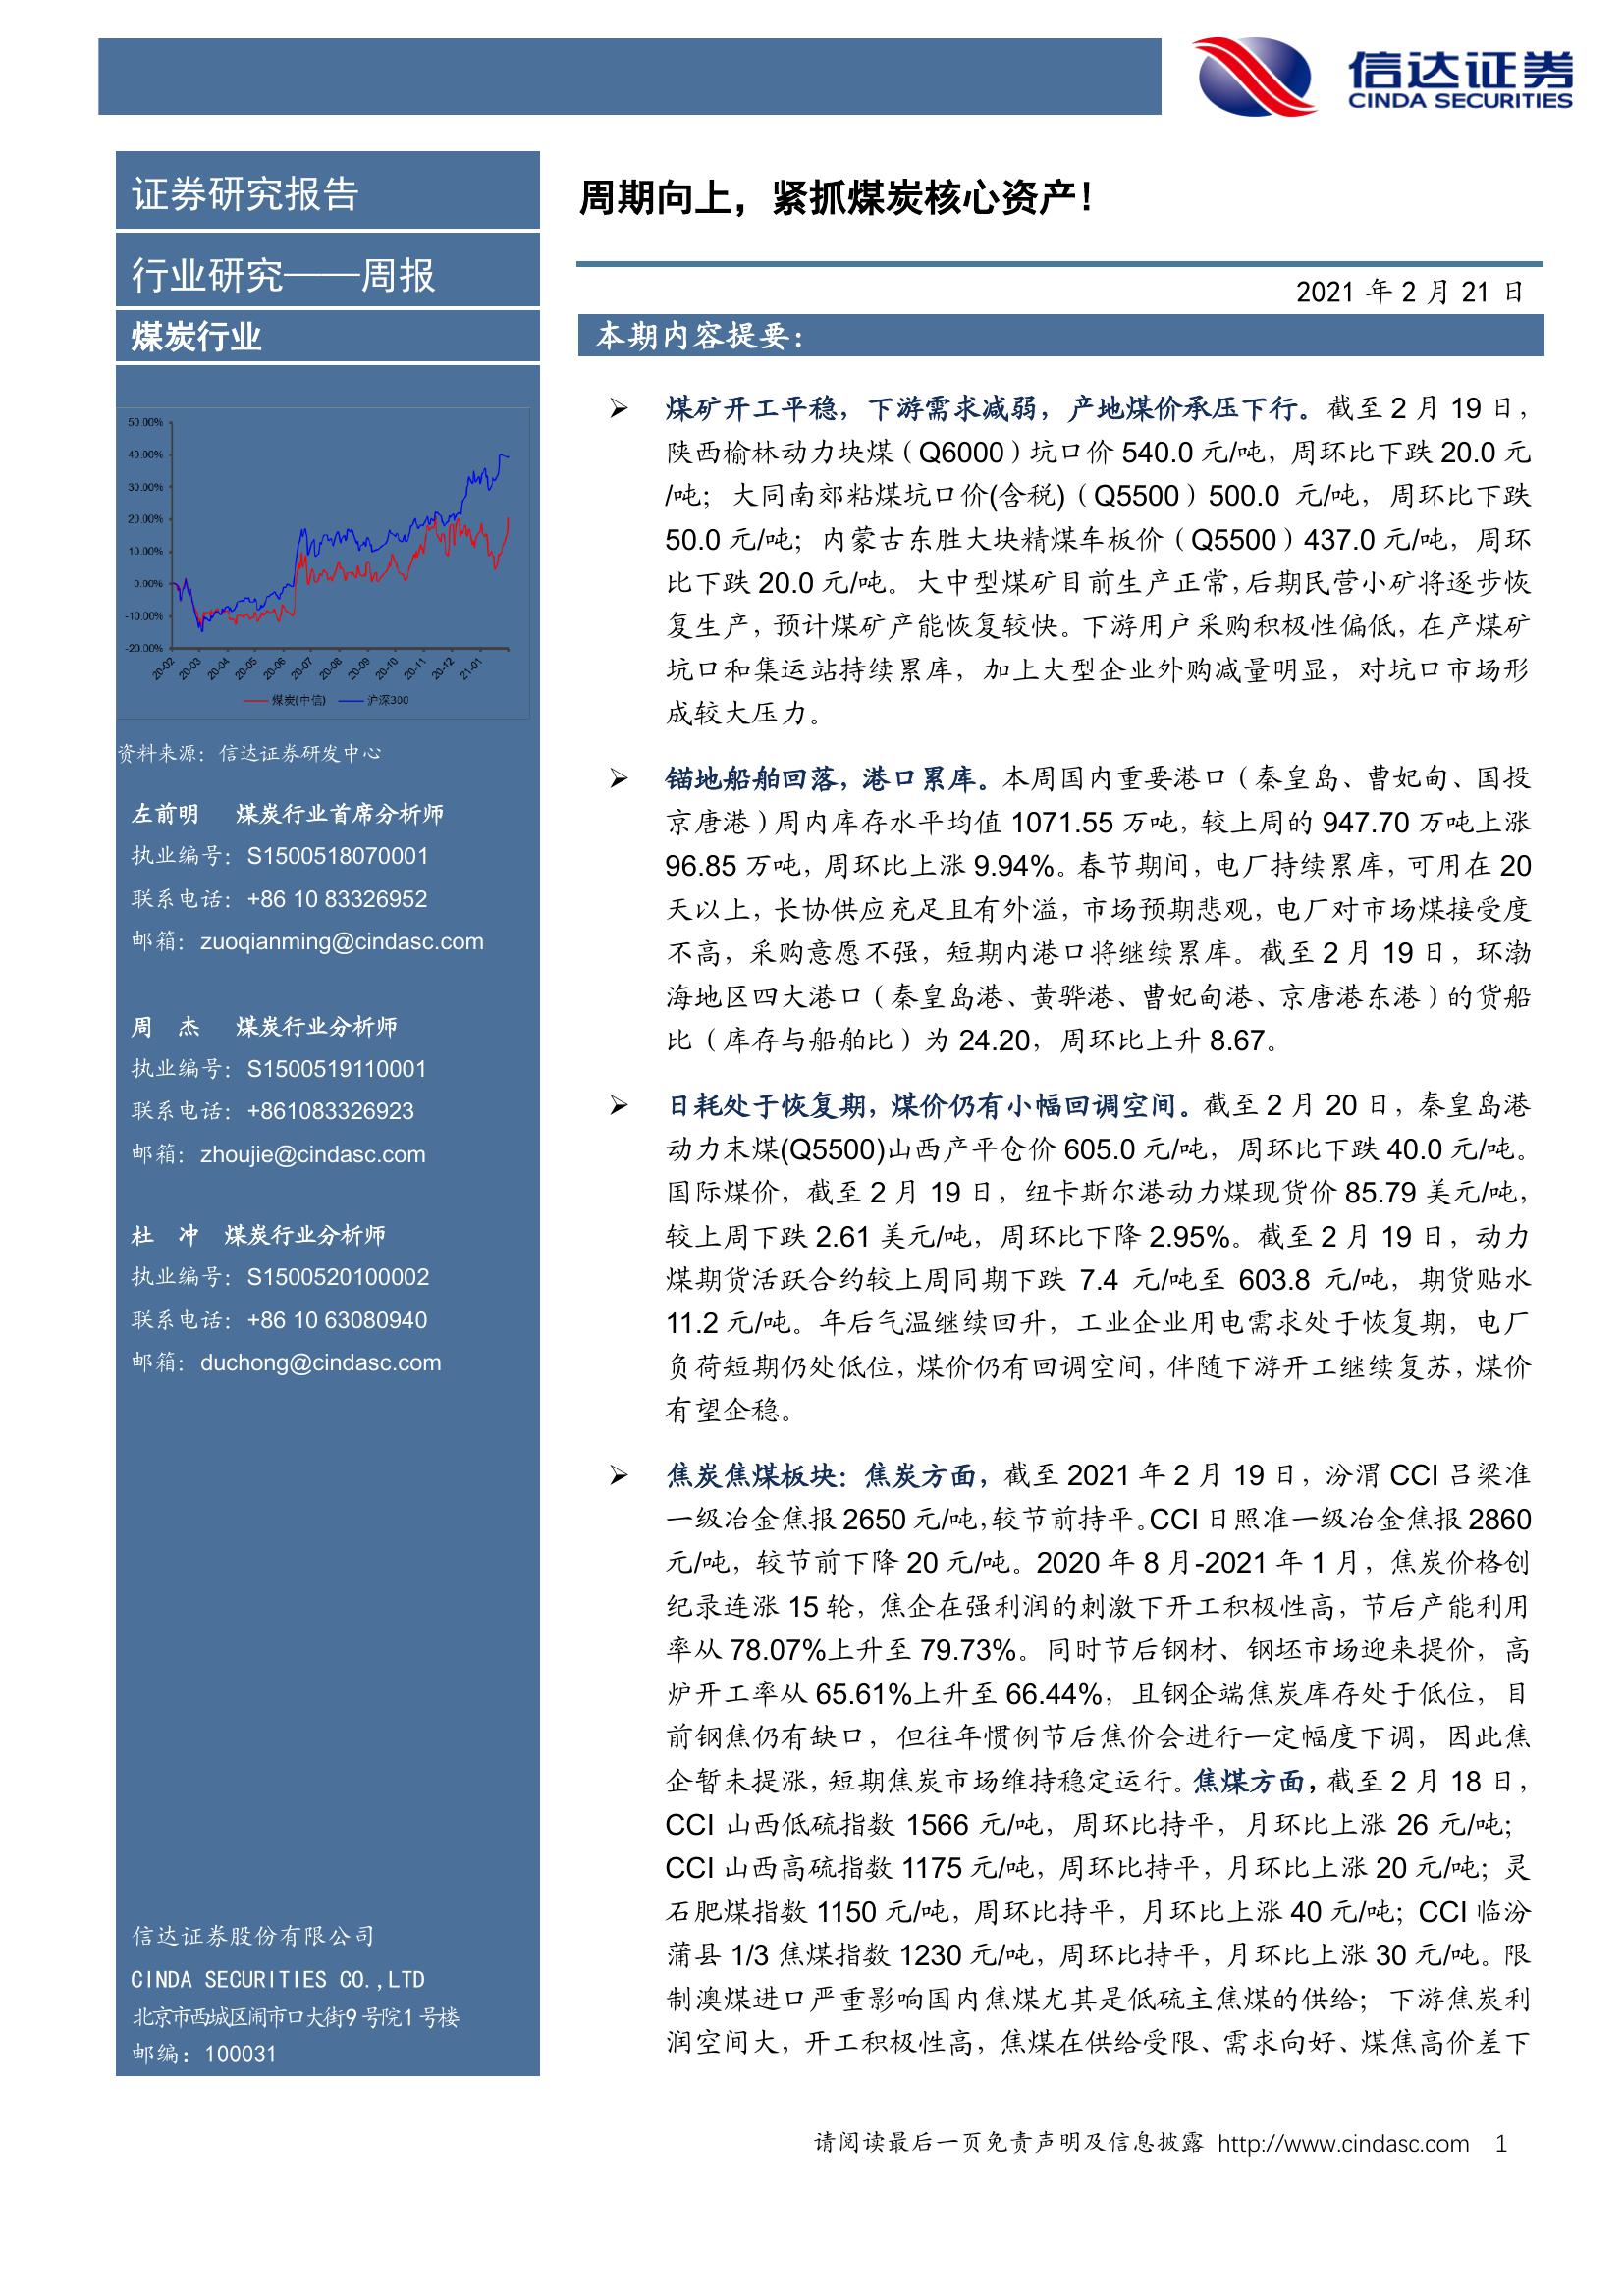 信达证券
CINDA SECURITIES
证券研究报告
行业研究——周报
煤炭行业
50.00%
40.00%
30.00%
20.00%
10.00%
0.00%
-10.00%
-20.00%
20-02
20-03
20-04
20-05
20-06
20-07
20-08
20-09
20-10
20-11
20-12
21-01
煤炭(中信) 沪深300
资料来源：信达证券研发中心
左前明 煤炭行业首席分析师
执业编号：S1500518070001
联系电话：+86 10 83326952
邮箱：zuoqianming@cindasc.com
周 杰 煤炭行业分析师
执业编号：S1500519110001
联系电话：+861083326923
邮箱：zhoujie@cindasc.com
杜 冲 煤炭行业分析师
执业编号：S1500520100002
联系电话：+86 10 63080940
邮箱：duchong@cindasc.com
信达证券股份有限公司
CINDA SECURITIES CO.,LTD
北京市西城区闹市口大街9号院1号楼
邮编：100031
周期向上，紧抓煤炭核心资产！
2021 年 2 月 21 日
本期内容提要：
➢ 煤矿开工平稳，下游需求减弱，产地煤价承压下行。截至 2 月 19 日，
陕西榆林动力块煤（Q6000）坑口价 540.0 元/吨，周环比下跌 20.0 元
/吨；大同南郊粘煤坑口价(含税)（Q5500）500.0 元/吨，周环比下跌
50.0 元/吨；内蒙古东胜大块精煤车板价（Q5500）437.0 元/吨，周环
比下跌 20.0 元/吨。大中型煤矿目前生产正常，后期民营小矿将逐步恢
复生产，预计煤矿产能恢复较快。下游用户采购积极性偏低，在产煤矿
坑口和集运站持续累库，加上大型企业外购减量明显，对坑口市场形
成较大压力。
➢ 锚地船舶回落，港口累库。本周国内重要港口（秦皇岛、曹妃甸、国投
京唐港）周内库存水平均值 1071.55 万吨，较上周的 947.70 万吨上涨
96.85 万吨，周环比上涨 9.94%。春节期间，电厂持续累库，可用在 20
天以上，长协供应充足且有外溢，市场预期悲观，电厂对市场煤接受度
不高，采购意愿不强，短期内港口将继续累库。截至 2 月 19 日，环渤
海地区四大港口（秦皇岛港、黄骅港、曹妃甸港、京唐港东港）的货船
比（库存与船舶比）为 24.20，周环比上升 8.67。
➢ 日耗处于恢复期，煤价仍有小幅回调空间。截至 2 月 20 日，秦皇岛港
动力末煤(Q5500)山西产平仓价 605.0 元/吨，周环比下跌 40.0 元/吨。
国际煤价，截至 2 月 19 日，纽卡斯尔港动力煤现货价 85.79 美元/吨，
较上周下跌 2.61 美元/吨，周环比下降 2.95%。截至 2 月 19 日，动力
煤期货活跃合约较上周同期下跌 7.4 元/吨至 603.8 元/吨，期货贴水
11.2 元/吨。年后气温继续回升，工业企业用电需求处于恢复期，电厂
负荷短期仍处低位，煤价仍有回调空间，伴随下游开工继续复苏，煤价
有望企稳。
➢ 焦炭焦煤板块：焦炭方面，截至 2021 年 2 月 19 日，汾渭 CCI 吕梁准
一级冶金焦报 2650 元/吨，较节前持平。CCI 日照准一级冶金焦报 2860
元/吨，较节前下降 20 元/吨。2020 年 8 月-2021 年 1 月，焦炭价格创
纪录连涨 15 轮，焦企在强利润的刺激下开工积极性高，节后产能利用
率从 78.07%上升至 79.73%。同时节后钢材、钢坯市场迎来提价，高
炉开工率从 65.61%上升至 66.44%，且钢企端焦炭库存处于低位，目
前钢焦仍有缺口，但往年惯例节后焦价会进行一定幅度下调，因此焦
企暂未提涨，短期焦炭市场维持稳定运行。焦煤方面，截至 2 月 18 日，
CCI 山西低硫指数 1566 元/吨，周环比持平，月环比上涨 26 元/吨；
CCI 山西高硫指数 1175 元/吨，周环比持平，月环比上涨 20 元/吨；灵
石肥煤指数 1150 元/吨，周环比持平，月环比上涨 40 元/吨；CCI 临汾
蒲县 1/3 焦煤指数 1230 元/吨，周环比持平，月环比上涨 30 元/吨。限
制澳煤进口严重影响国内焦煤尤其是低硫主焦煤的供给；下游焦炭利
润空间大，开工积极性高，焦煤在供给受限、需求向好、煤焦高价差下
请阅读最后一页免责声明及信息披露 http://www.cindasc.com 1